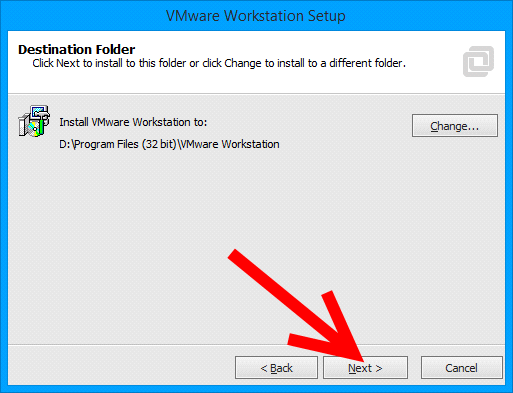 VMware Workstation Setup
Destination Folder
Click Next to install to this folder or click Change to install to a different folder.
Install VMware Workstation to:
Change...
D:\Program Files (32 bit)\VMware Workstation
< Back
Next >
Cancel